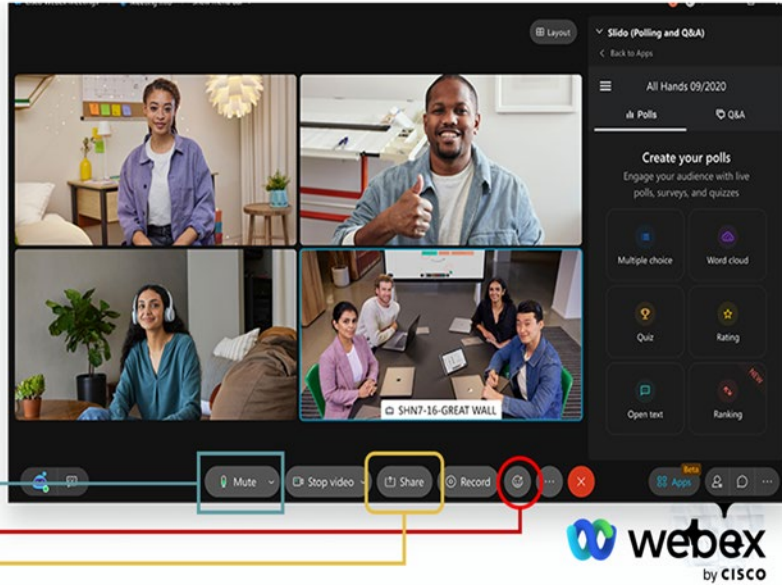 Layout
Slido (Polling and Q&A)
Back to Apps
All Hands 09/2020
Polls
Q&A
Create your polls
Engage your audience with live
polls, surveys, and quizzes
Multiple choice
Word cloud
Quiz
Rating
NEW
Open text
Ranking
SHN7-16-GREAT WALL
Mute
Stop video
Share
Record
Beta
Apps
webex
by CISCO